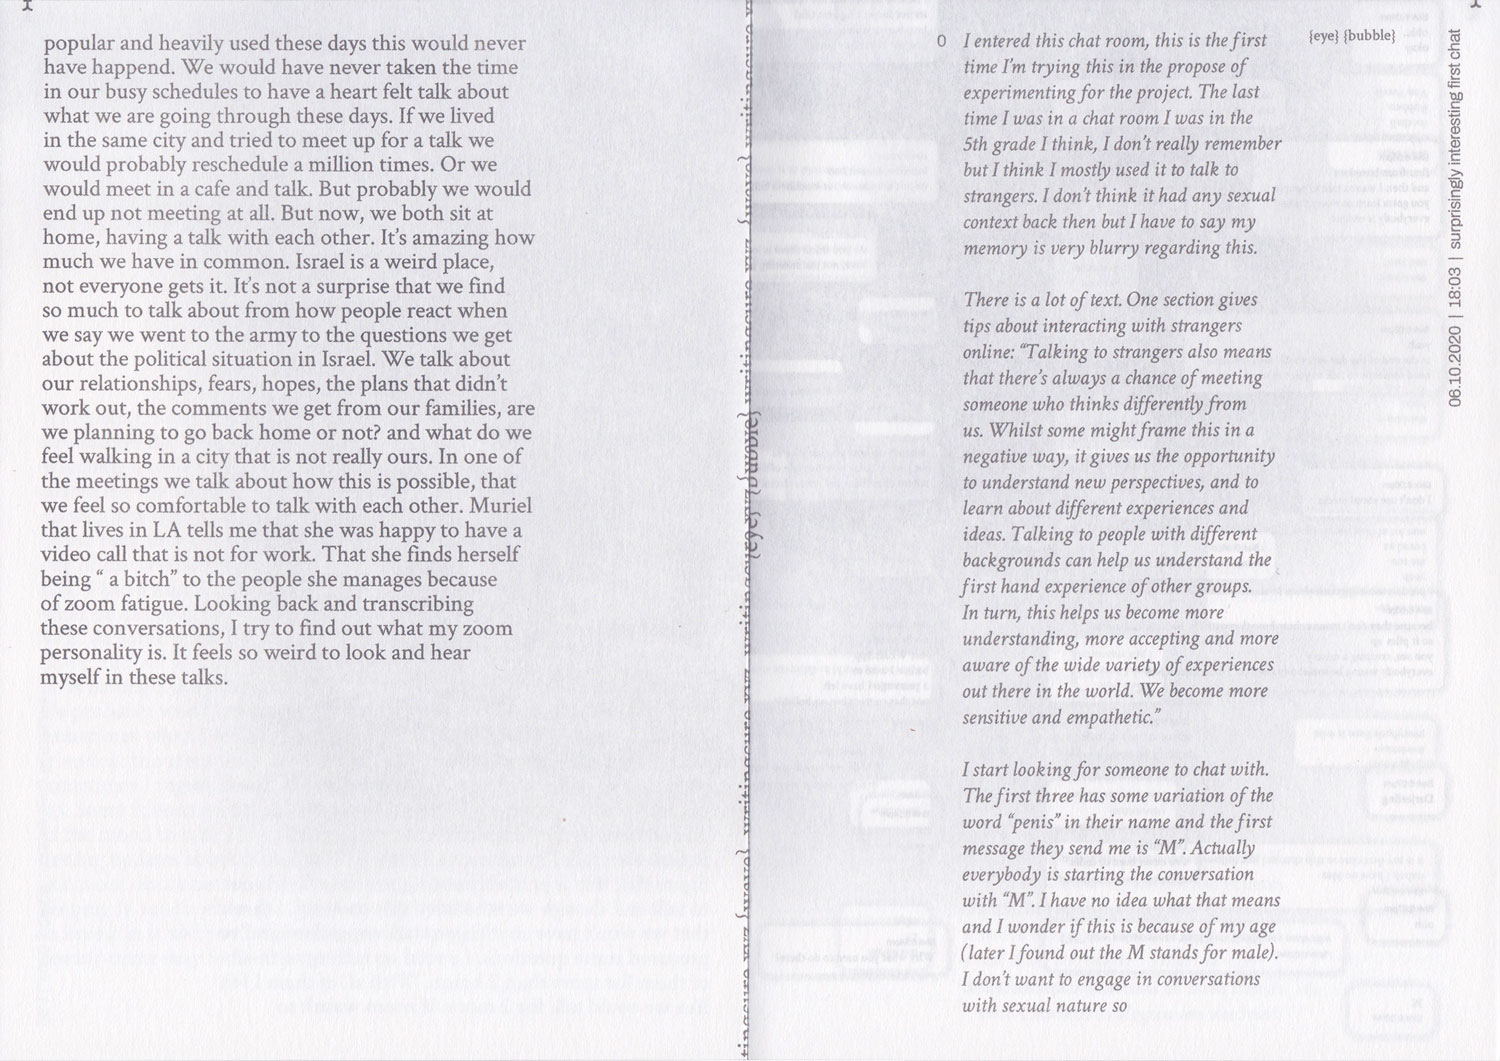 popular and heavily used these days this would never
have happend. We would have never taken the time
in our busy schedules to have a heart felt talk about
what we are going through these days. If we lived
in the same city and tried to meet up for a talk we
would probably reschedule a million times. Or we
would meet in a cafe and talk. But probably we would
end up not meeting at all. But now, we both sit at
home, having a talk with each other. It's amazing how
much we have in common. Israel is a weird place,
not everyone gets it. It's not a surprise that we find
so much to talk about from how people react when
we say we went to the army to the questions we get
about the political situation in Israel. We talk about
our relationships, fears, hopes, the plans that didn't
work out, the comments we get from our families, are
we planning to go back home or not? and what do we
feel walking in a city that is not really ours. In one of
the meetings we talk about how this is possible, that
we feel so comfortable to talk with each other. Muriel
that lives in LA tells me that she was happy to have a
video call that is not for work. That she finds herself
being “ a bitch” to the people she manages because
of zoom fatigue. Looking back and transcribing
these conversations, I try to find out what my zoom
personality is. It feels so weird to look and hear
myself in these talks.
0
I entered this chat room, this is the first
time I'm trying this in the propose of
experimenting for the project. The last
time I was in a chat room I was in the
5th grade I think, I don't really remember
but I think I mostly used it to talk to
strangers. I don't think it had any sexual
context back then but I have to say my
memory is very blurry regarding this.
There is a lot of text. One section gives
tips about interacting with strangers
online: “Talking to strangers also means
that there's always a chance of meeting
someone who thinks differently from
us. Whilst some might frame this in a
negative way, it gives us the opportunity
to understand new perspectives, and to
learn about different experiences and
ideas. Talking to people with different
backgrounds can help us understand the
first hand experience of other groups.
In turn, this helps us become more
understanding, more accepting and more
aware of the wide variety of experiences
out there in the world. We become more
sensitive and empathetic.”
I start looking for someone to chat with.
The first three has some variation of the
word “penis” in their name and the first
message they send me is “M”. Actually
everybody is starting the conversation
with “M”. I have no idea what that means
and I wonder if this is because of my age
(later I found out the M stands for male).
I don't want to engage in conversations
with sexual nature so
{eye} {bubble}
06.10.2020 | 18:03 | surprisingly interesting first chat